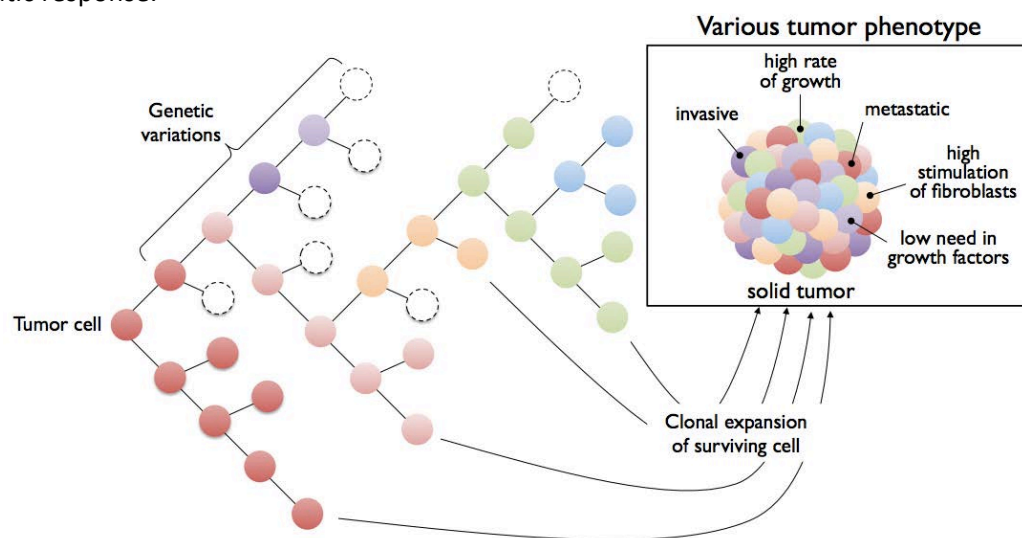 Various tumor phenotype
Genetic
variations
high rate
of growth
invasive
metastatic
high
stimulation
of fibroblasts
low need in
growth factors
solid tumor
Tumor cell
Clonal expansion
of surviving cell